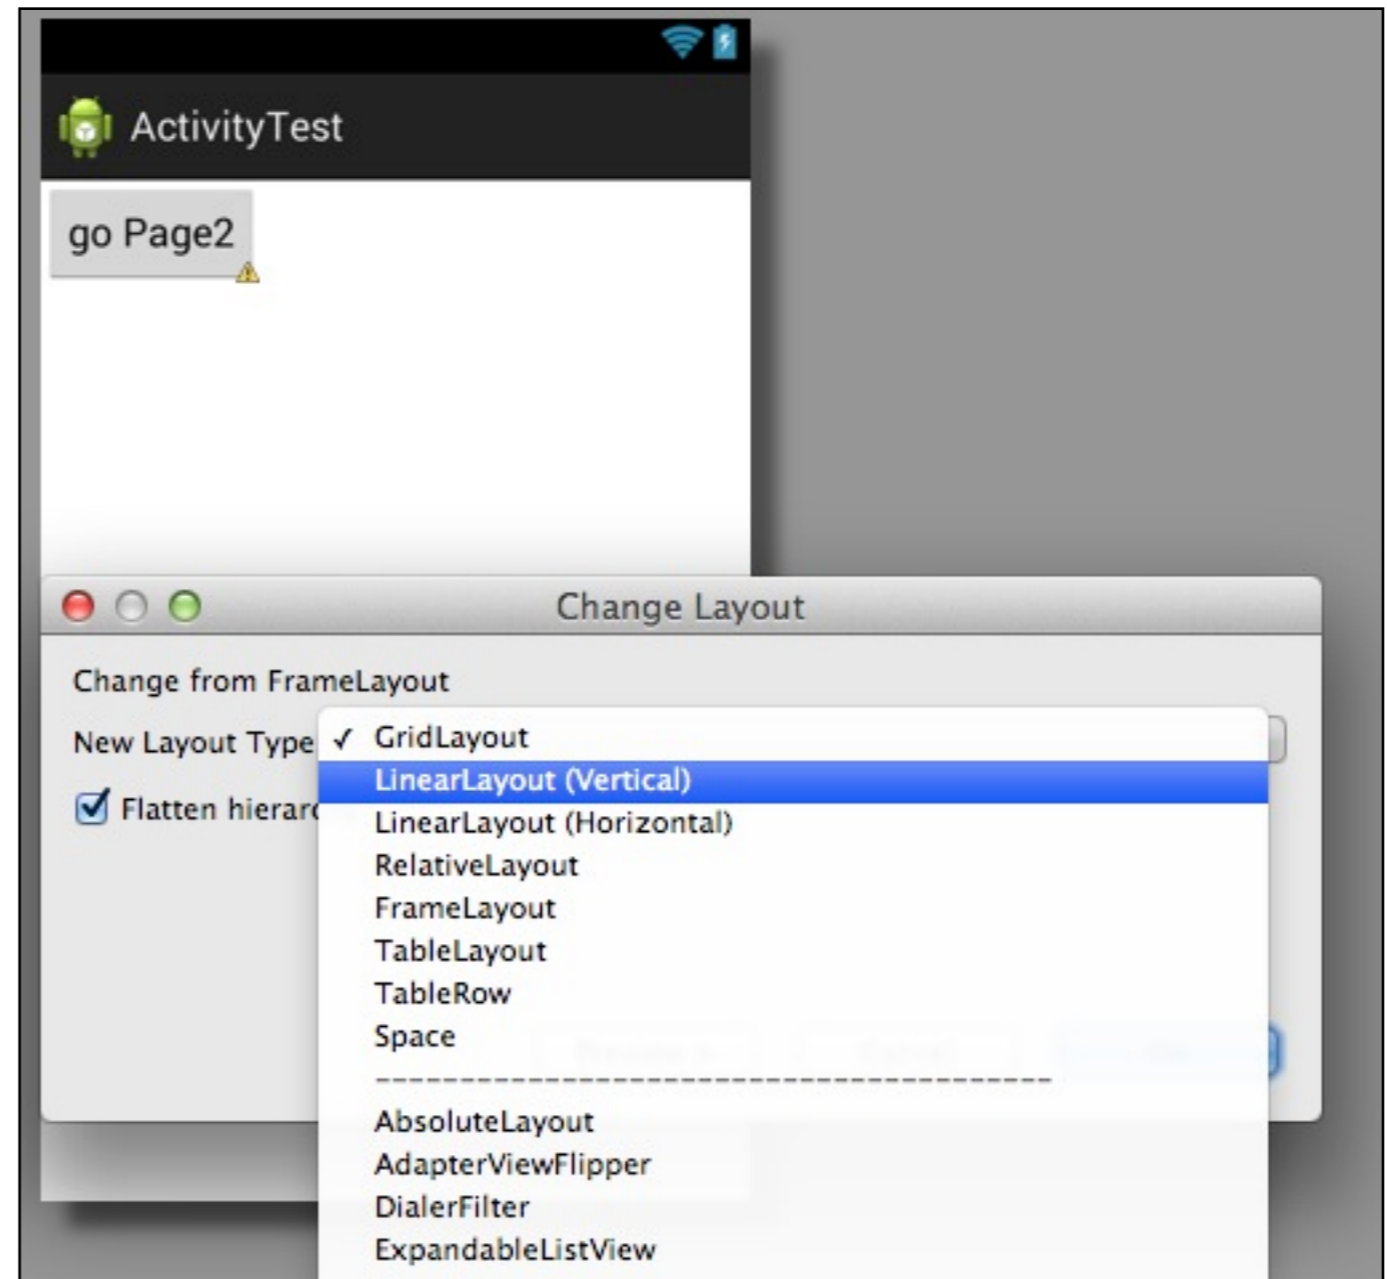 ActivityTest
go Page2
Change Layout
Change from FrameLayout
New Layout Type ✓ GridLayout
LinearLayout (Vertical)
Flatten
LinearLayout (Horizontal)
RelativeLayout
FrameLayout
TableLayout
TableRow
Space
----------------------------------------
AbsoluteLayout
AdapterViewFlipper
DialerFilter
ExpandableListView